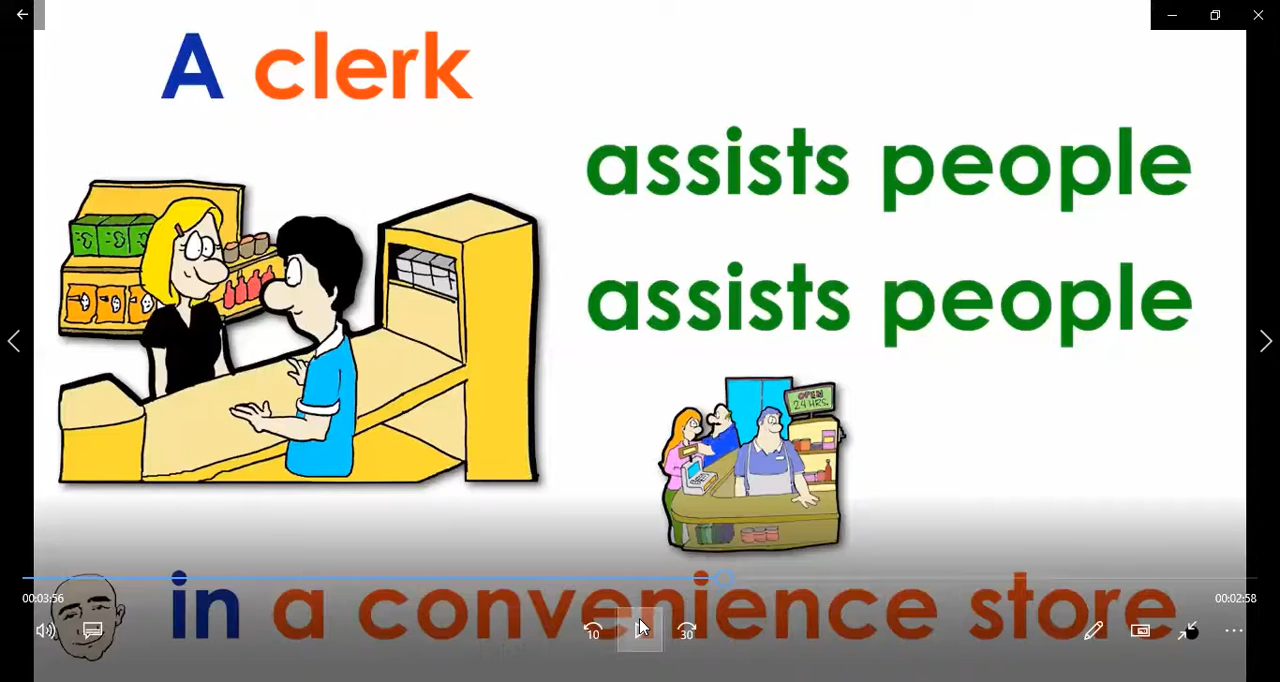 A clerk
assists people
assists people
OPEN
24 HRS.
in a convenience store.
00:03:56
00:02:58
10
30